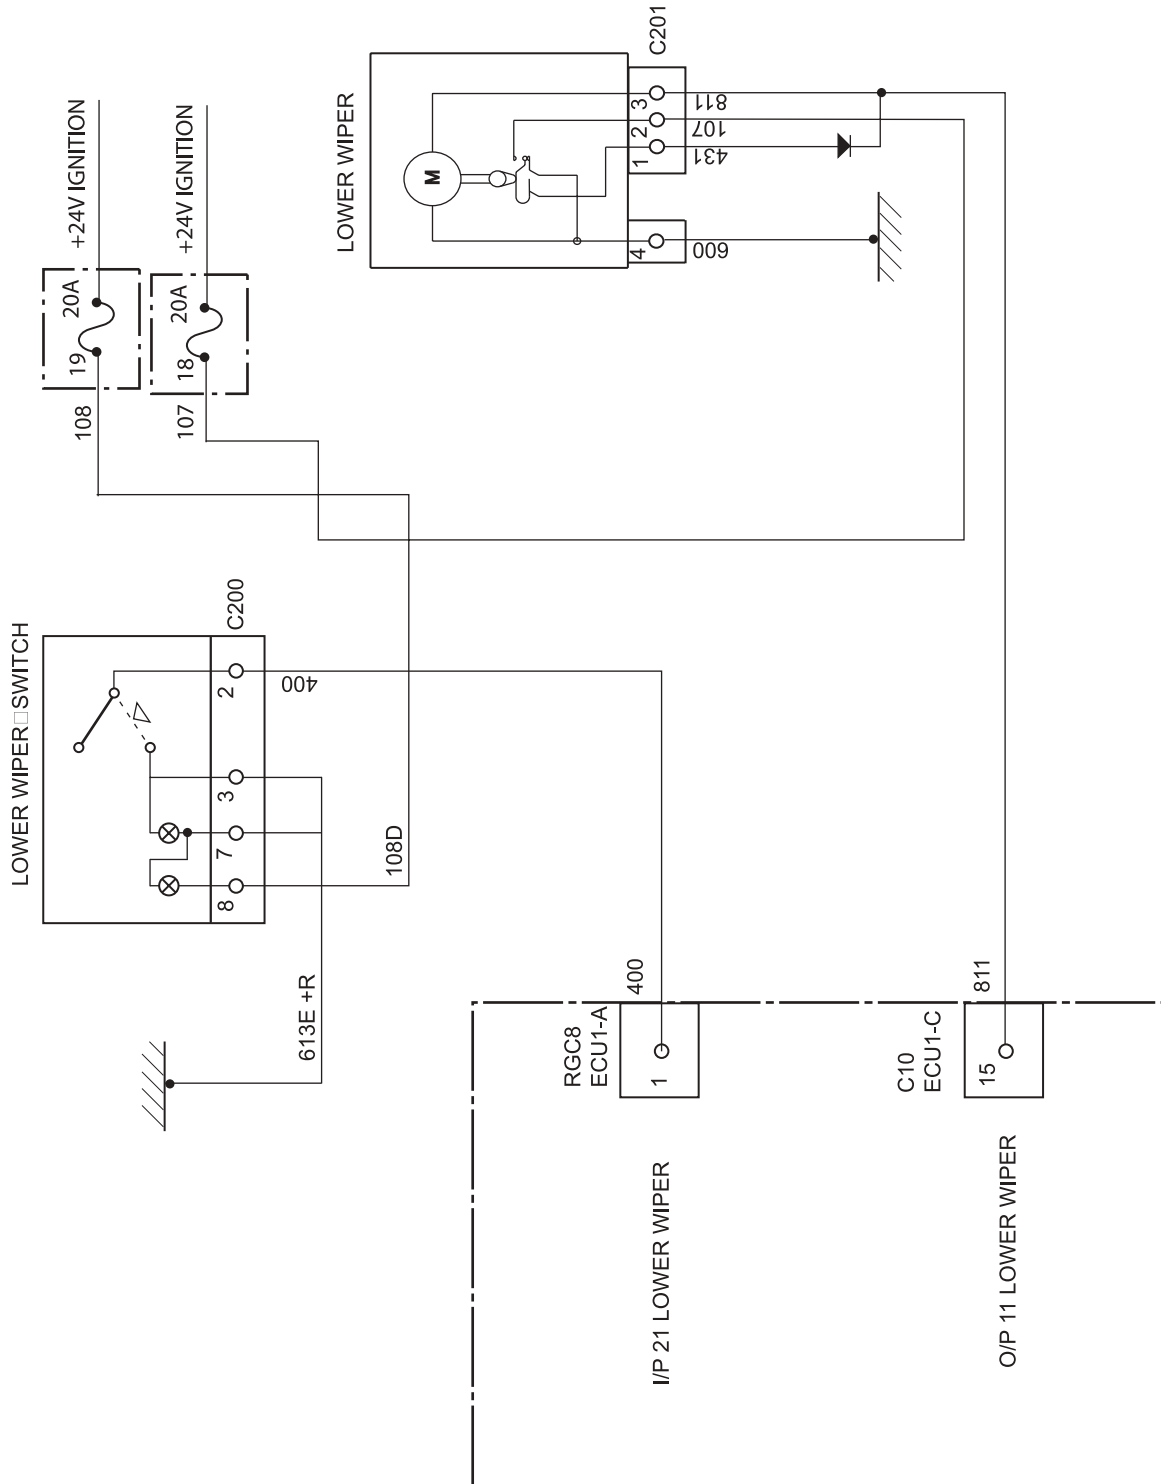 LOWER WIPER□SWITCH
C200
2
3
7
8
400
613E +R
108D
+24V IGNITION
20A
19
108
+24V IGNITION
20A
18
107
LOWER WIPER
M
C201
3
2
1
4
811
107
431
600
400
811
RGC8
ECU1-A
1
I/P 21 LOWER WIPER
C10
ECU1-C
15
O/P 11 LOWER WIPER